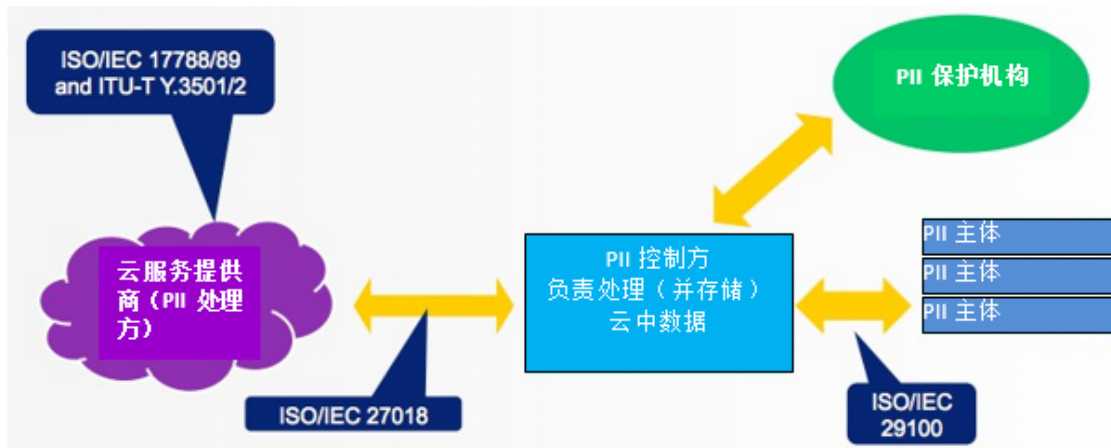 ISO/IEC 17788/89
and ITU-T Y.3501/2
PII 保护机构
云服务提供
商（PII 处理
方）
PII 控制方
负责处理（并存储）
云中数据
PII 主体
PII 主体
PII 主体
ISO/IEC 27018
ISO/IEC
29100